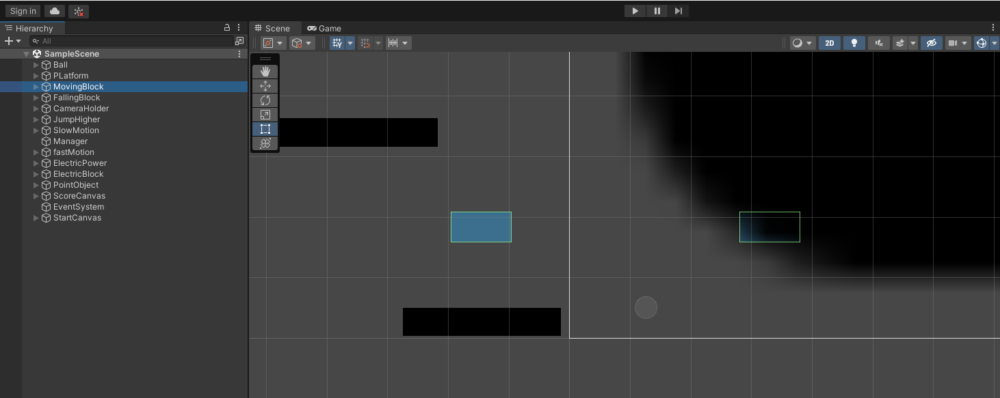 Sign in
Hierarchy
Scene
Game
All
2D
SampleScene
Ball
PLatform
MovingBlock
FallingBlock
CameraHolder
JumpHigher
SlowMotion
Manager
fastMotion
ElectricPower
ElectricBlock
PointObject
ScoreCanvas
EventSystem
StartCanvas